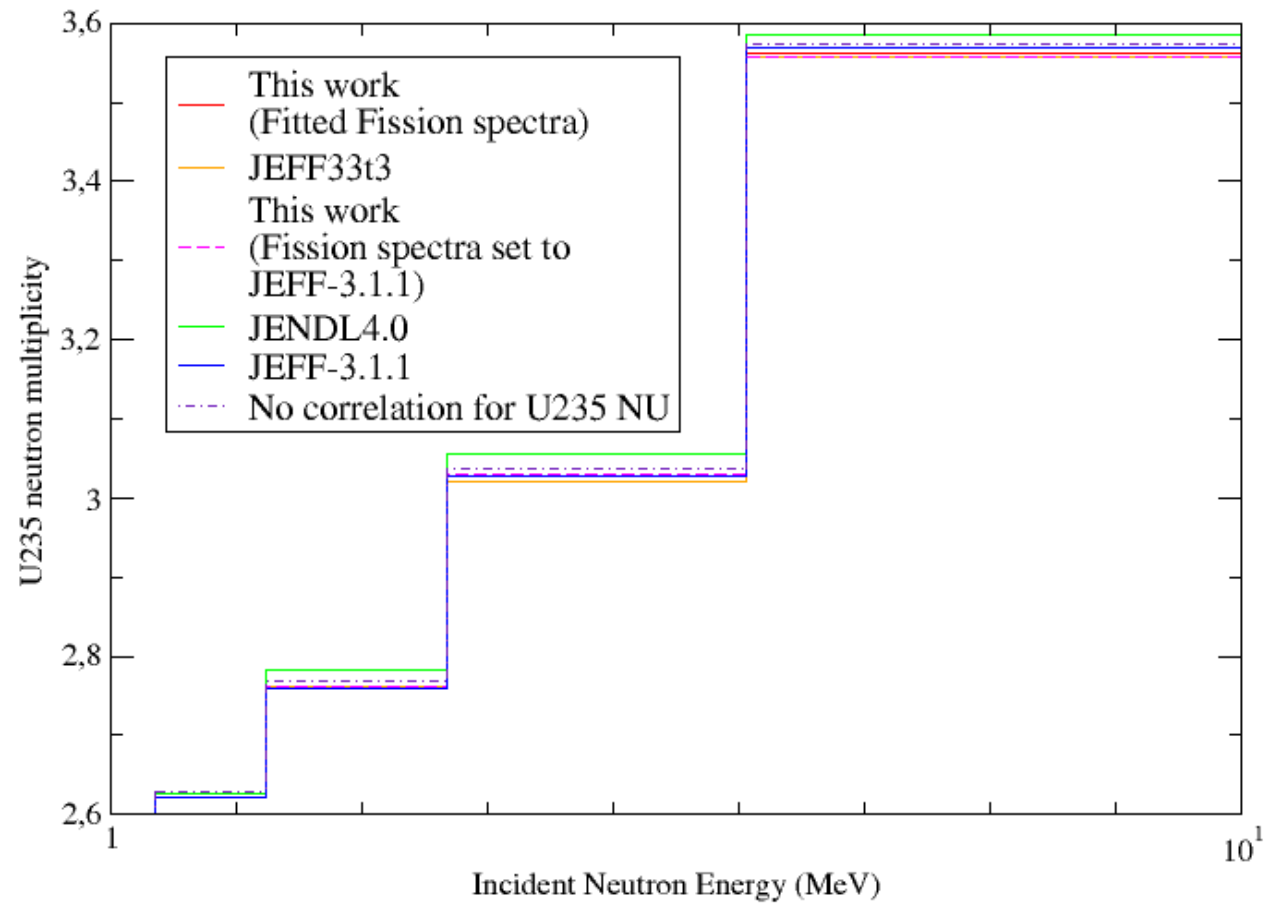 3,6
3,4
3,2
3
2,8
2,6
U235 neutron multiplicity
This work
(Fitted Fission spectra)
JEFF33t3
This work
(Fission spectra set to
JEFF-3.1.1)
JENDL4.0
JEFF-3.1.1
No correlation for U235 NU
1
10¹
Incident Neutron Energy (MeV)